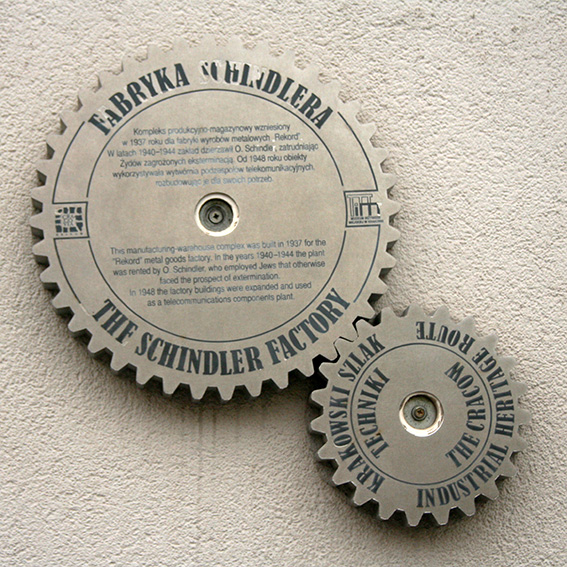 FABRYKA SCHINDLERA
Kompleks produkcyjno-magazynowy wzniesiony
w 1937 roku dla fabryki wyrobów metalowych „Rekord”
W latach 1940–1944 zakład dzierżawił O. Schindler, zatrudniając
Żydów zagrożonych eksterminacją. Od 1948 roku obiekty
wykorzystywała wytwórnia podzespołów telekomunikacyjnych,
rozbudowując je dla swoich potrzeb.
This manufacturing-warehouse complex was built in 1937 for the
"Rekord" metal goods factory. In the years 1940–1944 the plant
was rented by O. Schindler, who employed Jews that otherwise
faced the prospect of extermination.
In 1948 the factory buildings were expanded and used
as a telecommunications components plant.
THE SCHINDLER FACTORY
KRAKOWSKI SZLAK
TECHNIKI
THE CRACOW
INDUSTRIAL HERITAGE ROUTE